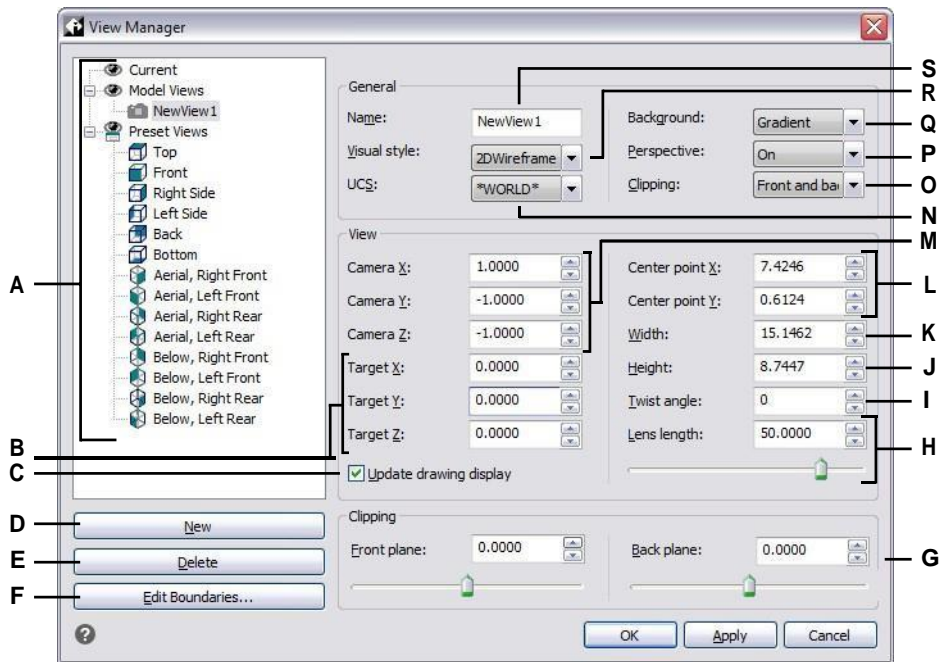 View Manager
Current
Model Views
NewView1
Preset Views
Top
Front
Right Side
Left Side
Back
Bottom
Aerial, Right Front
Aerial, Left Front
Aerial, Right Rear
Aerial, Left Rear
Below, Right Front
Below, Left Front
Below, Right Rear
Below, Left Rear
New
Delete
Edit Boundaries...
General
Name: NewView1
Visual style: 2DWireframe
UCS: *WORLD*
Background: Gradient
Perspective: On
Clipping: Front and ba
View
Camera X: 1.0000
Camera Y: -1.0000
Camera Z: -1.0000
Target X: 0.0000
Target Y: 0.0000
Target Z: 0.0000
Update drawing display
Center point X: 7.4246
Center point Y: 0.6124
Width: 15.1462
Height: 8.7447
Twist angle: 0
Lens length: 50.0000
Clipping
Front plane: 0.0000
Back plane: 0.0000
OK
Apply
Cancel
A
B
C
D
E
F
S
R
Q
P
O
N
M
L
K
J
I
H
G